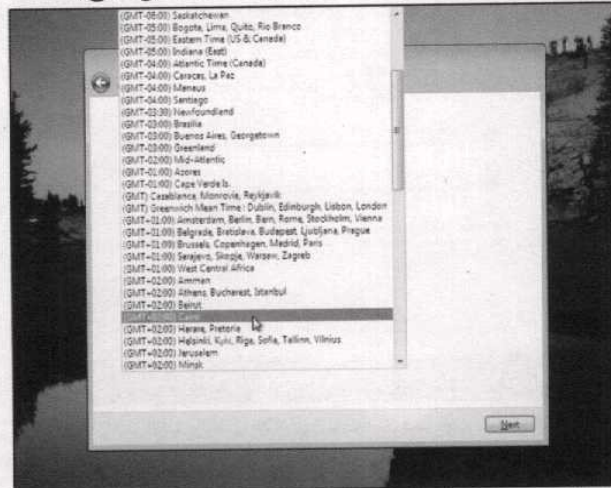 (GMT-06:00) Saskatchewan
(GMT-05:00) Bogota, Lima, Quito, Rio Branco
(GMT-05:00) Eastern Time (US & Canada)
(GMT-05:00) Indiana (East)
(GMT-04:00) Atlantic Time (Canada)
(GMT-04:00) Caracas, La Paz
(GMT-04:00) Manaus
(GMT-04:00) Santiago
(GMT-03:30) Newfoundland
(GMT-03:00) Brasilia
(GMT-03:00) Buenos Aires, Georgetown
(GMT-03:00) Greenland
(GMT-02:00) Mid-Atlantic
(GMT-01:00) Azores
(GMT-01:00) Cape Verde Is.
(GMT) Casablanca, Monrovia, Reykjavik
(GMT) Greenwich Mean Time : Dublin, Edinburgh, Lisbon, London
(GMT+01:00) Amsterdam, Berlin, Bern, Rome, Stockholm, Vienna
(GMT+01:00) Belgrade, Bratislava, Budapest, Ljubljana, Prague
(GMT+01:00) Brussels, Copenhagen, Madrid, Paris
(GMT+01:00) Sarajevo, Skopje, Warsaw, Zagreb
(GMT+01:00) West Central Africa
(GMT+02:00) Amman
(GMT+02:00) Athens, Bucharest, Istanbul
(GMT+02:00) Beirut
(GMT+02:00) Cairo
(GMT+02:00) Harare, Pretoria
(GMT+02:00) Helsinki, Kyiv, Riga, Sofia, Tallinn, Vilnius
(GMT+02:00) Jerusalem
(GMT+02:00) Minsk
Next